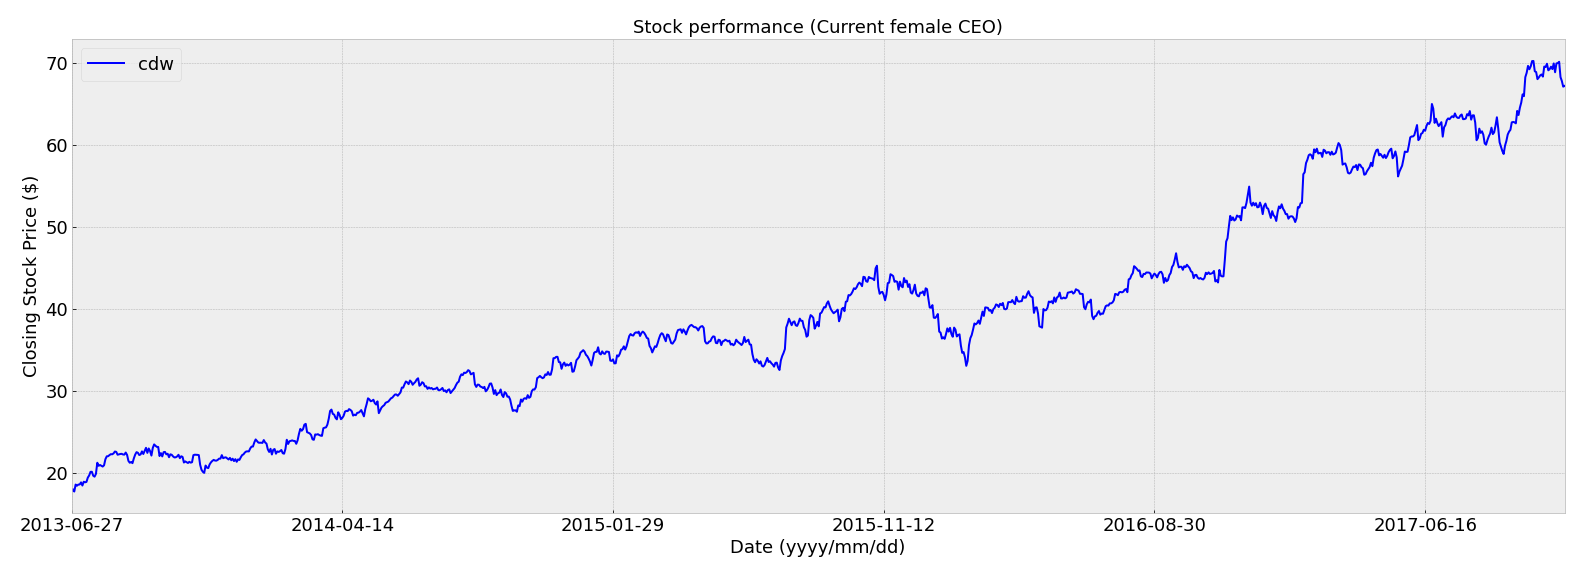 Stock performance (Current female CEO)
cdw
70
60
50
40
30
20
Closing Stock Price ($)
2013-06-27 2014-04-14 2015-01-29 2015-11-12 2016-08-30 2017-06-16
Date (yyyy/mm/dd)